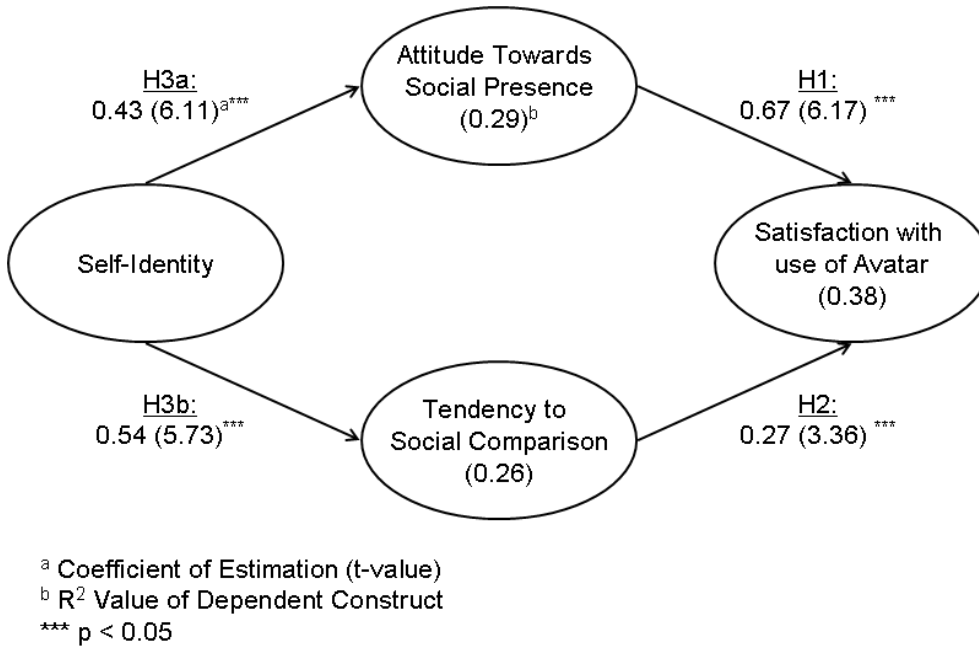 Attitude Towards
Social Presence
(0.29)b
H3a:
0.43 (6.11)a***
H1:
0.67 (6.17) ***
Self-Identity
Satisfaction with
use of Avatar
(0.38)
H3b:
0.54 (5.73)***
Tendency to
Social Comparison
(0.26)
H2:
0.27 (3.36) ***
a Coefficient of Estimation (t-value)
b R2 Value of Dependent Construct
*** p < 0.05